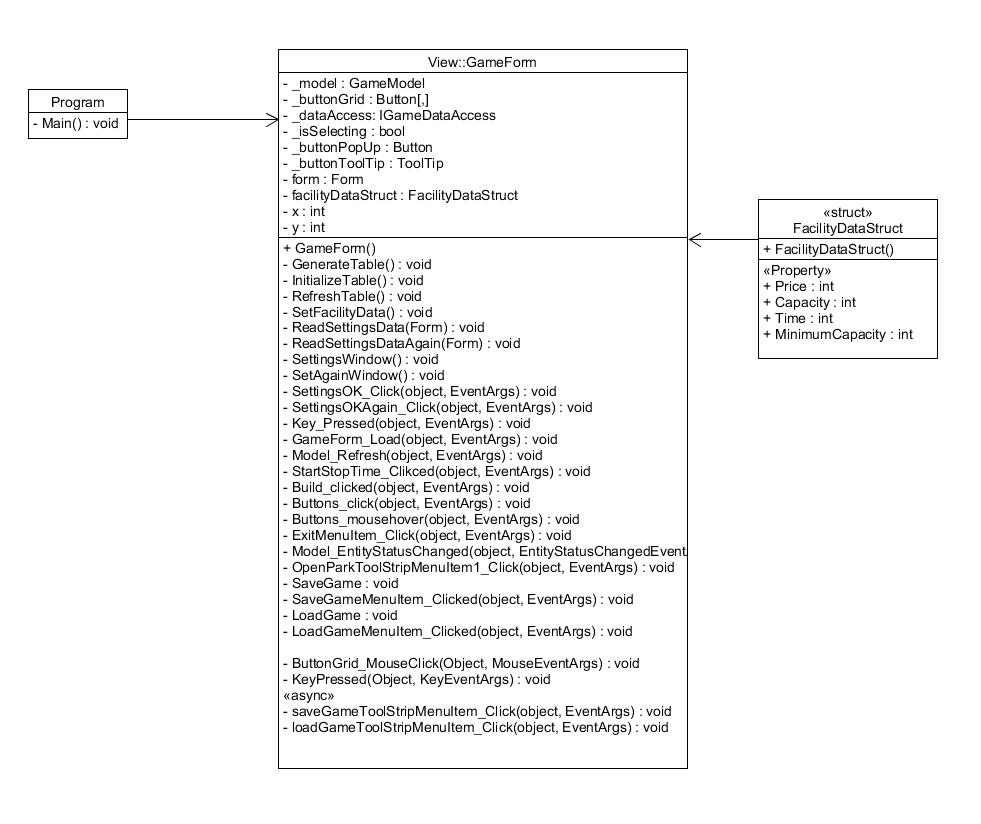 Program
- Main() : void
View::GameForm
- _model : GameModel
- _buttonGrid : Button[,]
- _dataAccess: IGameDataAccess
- _isSelecting : bool
- _buttonPopUp : Button
- _buttonToolTip : ToolTip
- form : Form
- facilityDataStruct : FacilityDataStruct
- x : int
- y : int
+ GameForm()
- GenerateTable() : void
- InitializeTable() : void
- RefreshTable() : void
- SetFacilityData() : void
- ReadSettingsData(Form) : void
- ReadSettingsDataAgain(Form) : void
- SettingsWindow() : void
- SetAgainWindow() : void
- SettingsOK_Click(object, EventArgs) : void
- SettingsOKAgain_Click(object, EventArgs) : void
- Key_Pressed(object, EventArgs) : void
- GameForm_Load(object, EventArgs) : void
- Model_Refresh(object, EventArgs) : void
- StartStopTime_Clikced(object, EventArgs) : void
- Build_clicked(object, EventArgs) : void
- Buttons_click(object, EventArgs) : void
- Buttons_mousehover(object, EventArgs) : void
- ExitMenuItem_Click(object, EventArgs) : void
- Model_EntityStatusChanged(object, EntityStatusChangedEvent
- OpenParkToolStripMenuItem1_Click(object, EventArgs) : void
- SaveGame : void
- SaveGameMenuItem_Clicked(object, EventArgs) : void
- LoadGame : void
- LoadGameMenuItem_Clicked(object, EventArgs) : void
- ButtonGrid_MouseClick(Object, MouseEventArgs) : void
- KeyPressed(Object, KeyEventArgs) : void
«async»
- saveGameToolStripMenuItem_Click(object, EventArgs) : void
- loadGameToolStripMenuItem_Click(object, EventArgs) : void
«struct»
FacilityDataStruct
+ FacilityDataStruct()
«Property»
+ Price : int
+ Capacity : int
+ Time : int
+ MinimumCapacity : int